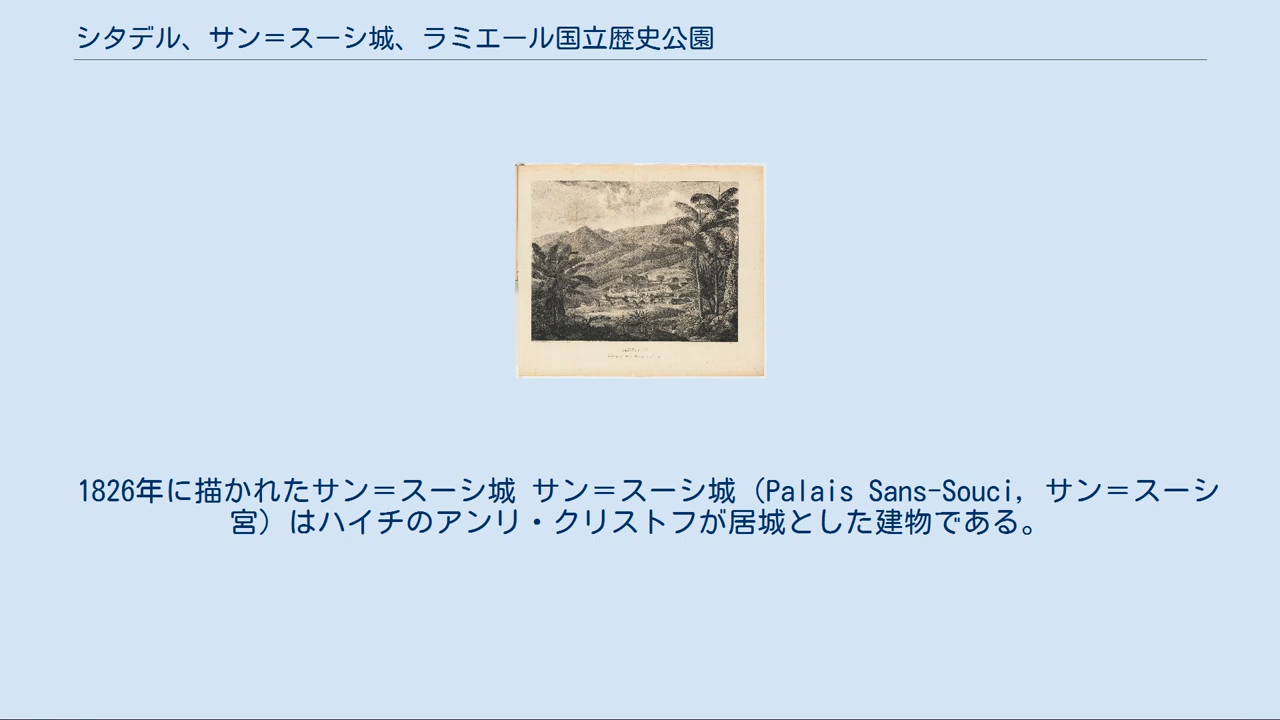 シタデル、サン＝スーシ城、ラミエール国立歴史公園
1826年に描かれたサン＝スーシ城 サン＝スーシ城（Palais Sans-Souci, サン＝スーシ
宮）はハイチのアンリ・クリストフが居城とした建物である。